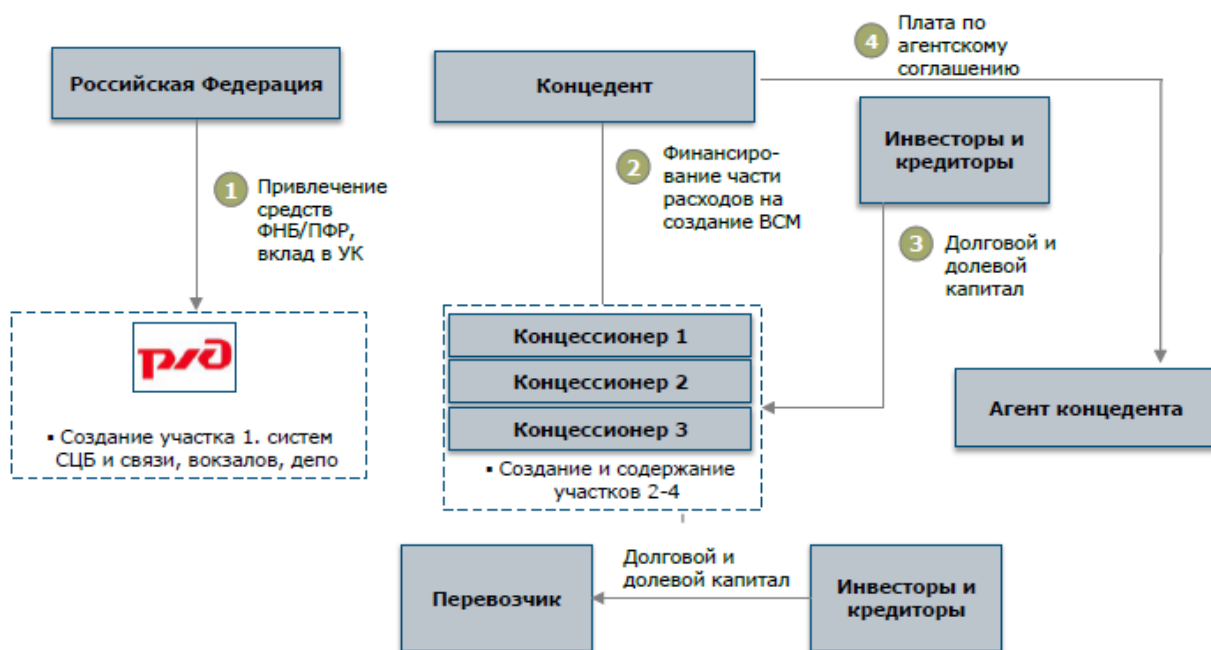 Российская Федерация
1
Привлечение
средств
ФНБ/ПФР,
вклад в УК
ржд
▪ Создание участка 1. систем
СЦБ и связи, вокзалов, депо
Концедент
2
Финансиро-
вание части
расходов на
создание ВСМ
4
Плата по
агентскому
соглашению
Инвесторы и
кредиторы
3
Долговой и
долевой
капитал
Концессионер 1
Концессионер 2
Концессионер 3
▪ Создание и содержание
участков 2-4
Агент концедента
Перевозчик
Долговой и
долевой капитал
Инвесторы и
кредиторы